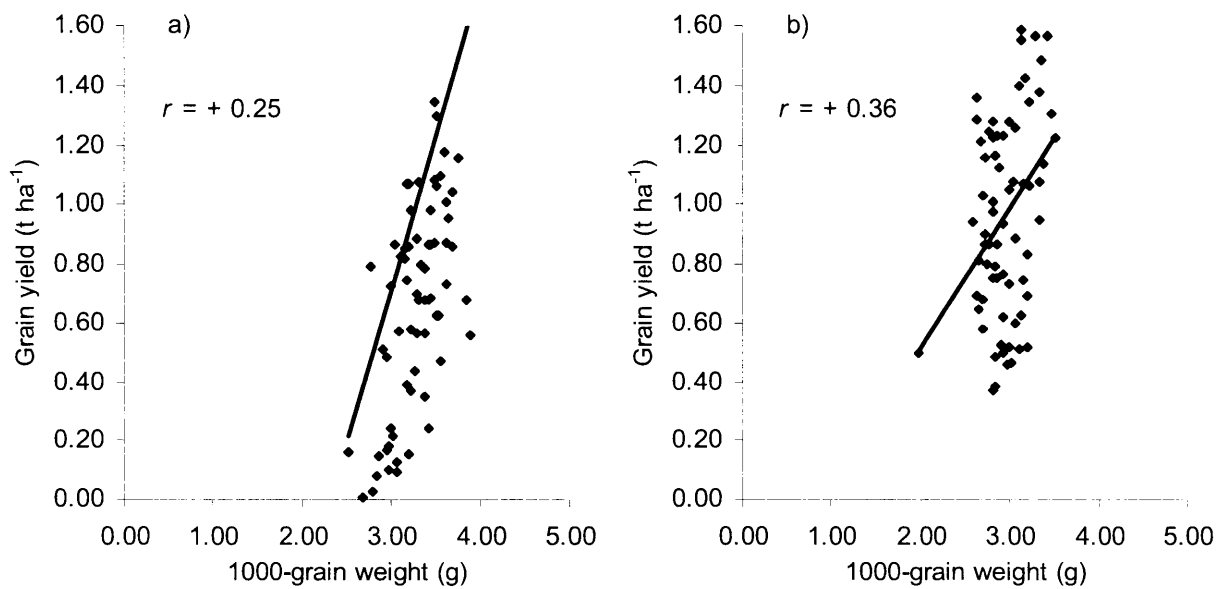 a)
r = + 0.25
Grain yield (t ha⁻¹)
1.60
1.40
1.20
1.00
0.80
0.60
0.40
0.20
0.00
0.00 1.00 2.00 3.00 4.00 5.00
1000-grain weight (g)
b)
r = + 0.36
Grain yield (t ha⁻¹)
1.60
1.40
1.20
1.00
0.80
0.60
0.40
0.20
0.00
0.00 1.00 2.00 3.00 4.00 5.00
1000-grain weight (g)